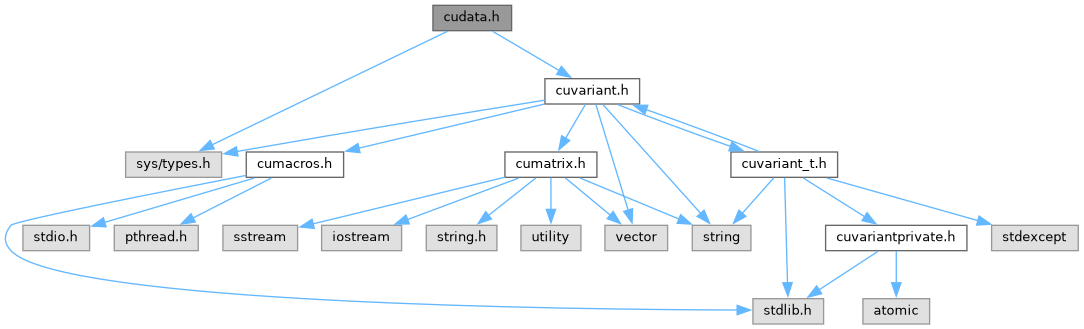 cudata.h
cuvariant.h
sys/types.h
cumacros.h
cumatrix.h
cuvariant_t.h
stdio.h
pthread.h
sstream
iostream
string.h
utility
vector
string
cuvariantprivate.h
stdexcept
stdlib.h
atomic